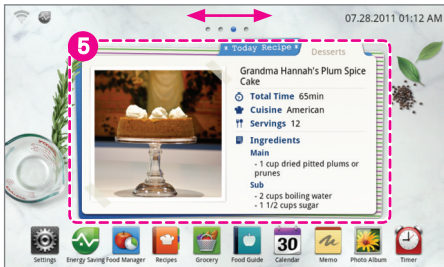 07.28.2011 01:12 AM
5
Today Recipe
Desserts
Grandma Hannah's Plum Spice
Cake
Total Time 65min
Cuisine American
Servings 12
Ingredients
Main
- 1 cup dried pitted plums or
prunes
Sub
- 2 cups boiling water
- 1 1/2 cups sugar
30
Settings Energy Saving Food Manager Recipes Grocery Food Guide Calendar Memo Photo Album Timer